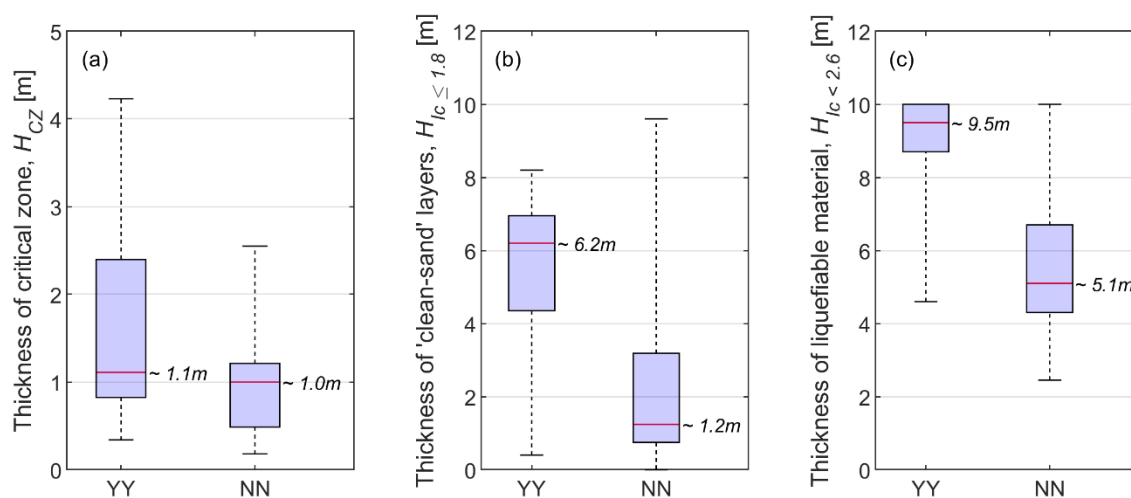 Thickness of critical zone, H_CZ [m]
5
4
3
2
1
0
(a)
~ 1.1m
~ 1.0m
YY NN
Thickness of 'clean-sand' layers, H_Ic ≤ 1.8 [m]
12
10
8
6
4
2
0
(b)
~ 6.2m
~ 1.2m
YY NN
Thickness of liquefiable material, H_Ic < 2.6 [m]
12
10
8
6
4
2
0
(c)
~ 9.5m
~ 5.1m
YY NN